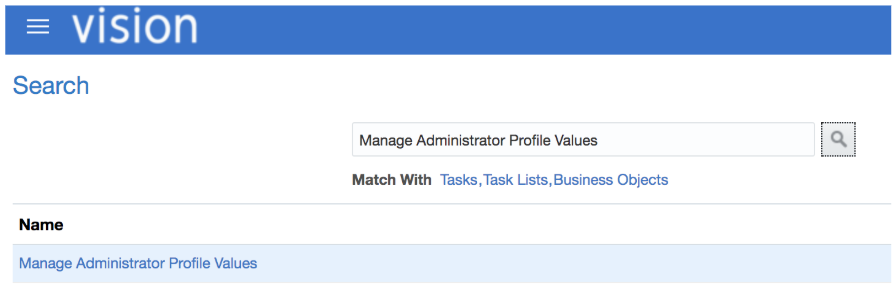 vision
Search
Manage Administrator Profile Values
Match With Tasks,Task Lists,Business Objects
Name
Manage Administrator Profile Values